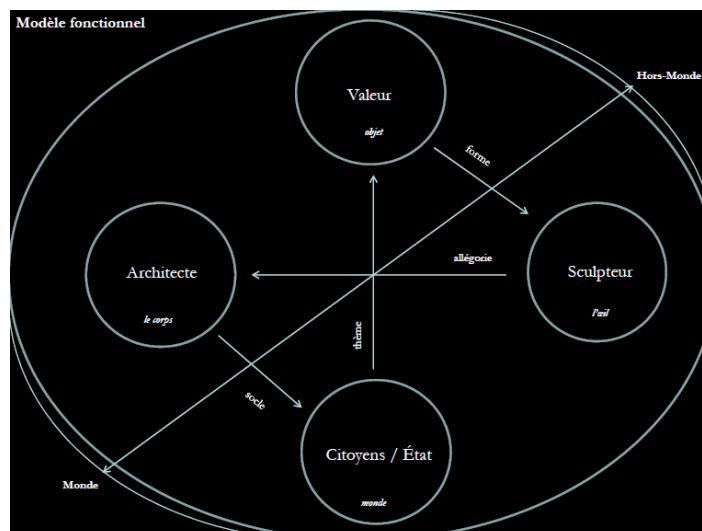 Modèle fonctionnel
Hors-Monde
Valeur
objet
forme
Architecte
le corps
allégorie
Sculpteur
l'œil
thème
socle
Citoyens / État
monde
Monde